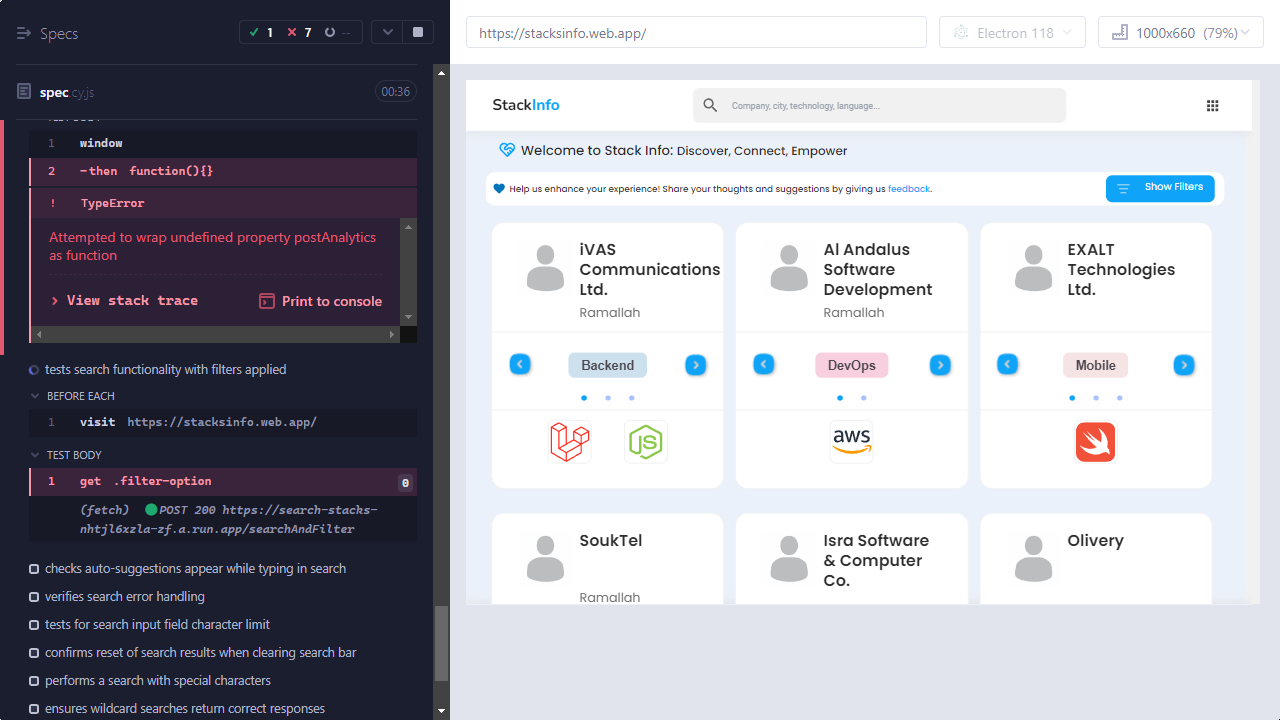 Specs
1
7
--
spec.cy.js
00:36
TEST BODY
1 window
2 -then function(){}
! TypeError
Attempted to wrap undefined property postAnalytics
as function
View stack trace
Print to console
tests search functionality with filters applied
BEFORE EACH
1 visit https://stacksinfo.web.app/
TEST BODY
1 get .filter-option 0
(fetch) POST 200 https://search-stacks-
nhtjl6xzla-zf.a.run.app/searchAndFilter
checks auto-suggestions appear while typing in search
verifies search error handling
tests for search input field character limit
confirms reset of search results when clearing search bar
performs a search with special characters
ensures wildcard searches return correct responses
https://stacksinfo.web.app/
Electron 118
1000x660 (79%)
StackInfo
Company, city, technology, language...
Welcome to Stack Info: Discover, Connect, Empower
Help us enhance your experience! Share your thoughts and suggestions by giving us feedback.
Show Filters
iVAS
Communications
Ltd.
Ramallah
Backend
Al Andalus
Software
Development
Ramallah
DevOps
aws
EXALT
Technologies
Ltd.
Mobile
SoukTel
Ramallah
Isra Software
& Computer
Co.
Olivery